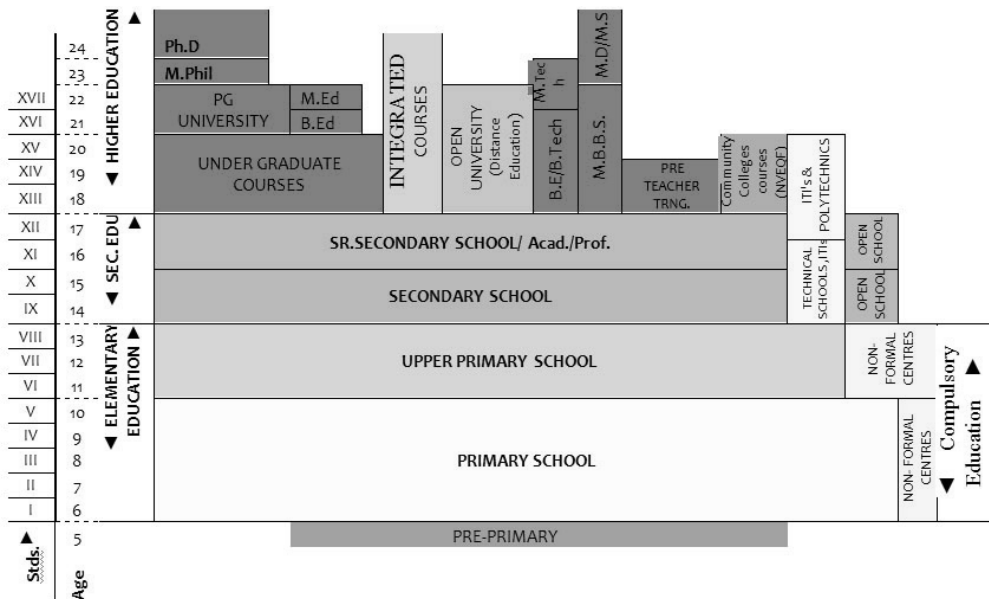 24
23
XVII 22
XVI 21
XV 20
XIV 19
XIII 18
XII 17
XI 16
X 15
IX 14
VIII 13
VII 12
VI 11
V 10
IV 9
III 8
II 7
I 6
5
Stds.
Age
◄ HIGHER EDUCATION ►
◄ SEC. EDU ►
◄ ELEMENTARY
EDUCATION ►
Ph.D
M.Phil
PG
UNIVERSITY
M.Ed
B.Ed
UNDER GRADUATE
COURSES
INTEGRATED
COURSES
OPEN
UNIVERSITY
(Distance
Education)
M.Tec
h
B.E/B.Tech
M.D/M.S
M.B.B.S.
PRE
TEACHER
TRNG.
Community
Colleges
courses
(NVEQF)
ITI's &
POLYTECHNICS
SR.SECONDARY SCHOOL/ Acad./Prof.
SECONDARY SCHOOL
TECHNICAL
SCHOOLS,ITIs
OPEN
SCHOOL
OPEN
SCHOOL
UPPER PRIMARY SCHOOL
NON-
FORMAL
CENTRES
PRIMARY SCHOOL
NON- FORMAL
CENTRES
◄ Compulsory
Education ►
PRE-PRIMARY